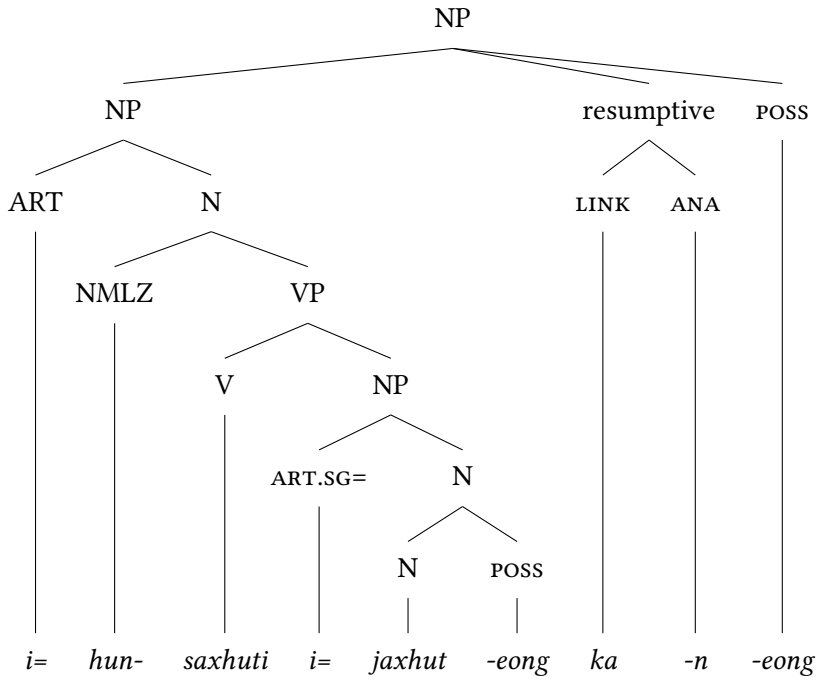 NP
NP resumptive POSS
ART N LINK ANA
NMLZ VP
V NP
ART.SG= N
N POSS
i= hun- saxhuti i= jaxhut -eong ka -n -eong